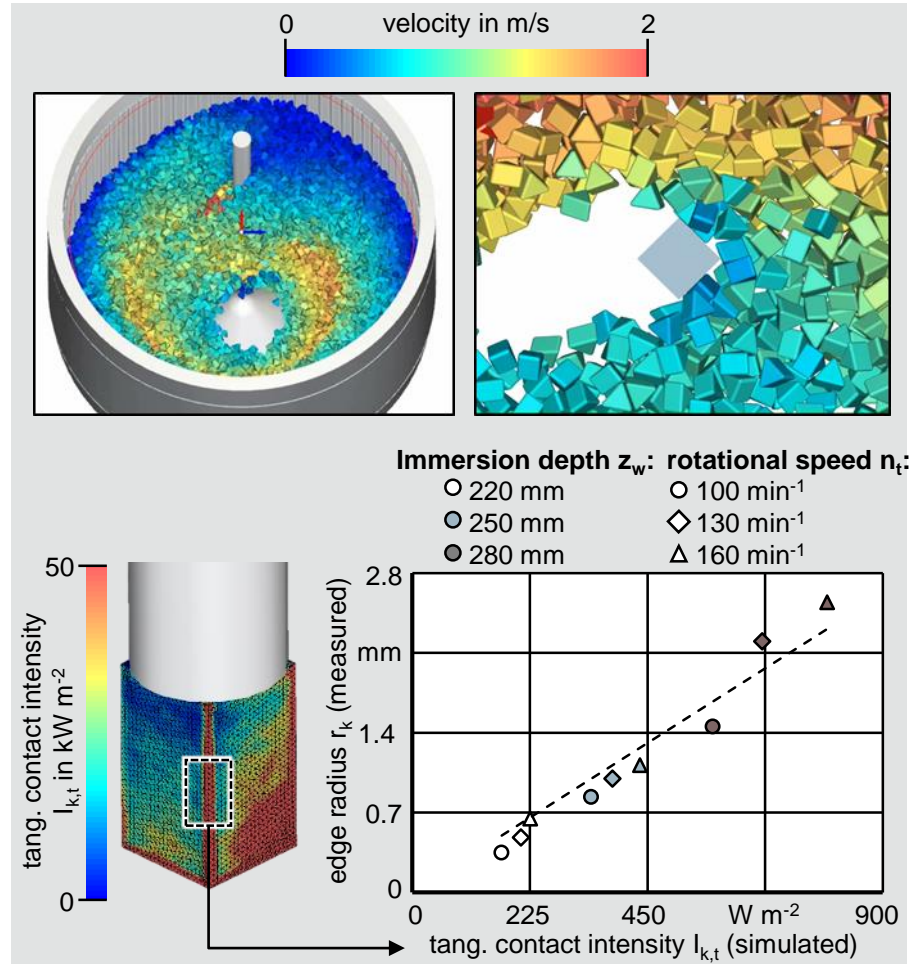 velocity in m/s
0 2
Immersion depth z_w: rotational speed n_t:
220 mm 100 min⁻¹
250 mm 130 min⁻¹
280 mm 160 min⁻¹
50
0
tang. contact intensity
I_k,t in kW m⁻²
edge radius r_k (measured)
2.8
mm
1.4
0.7
0
0 225 450 W m⁻² 900
tang. contact intensity I_k,t (simulated)